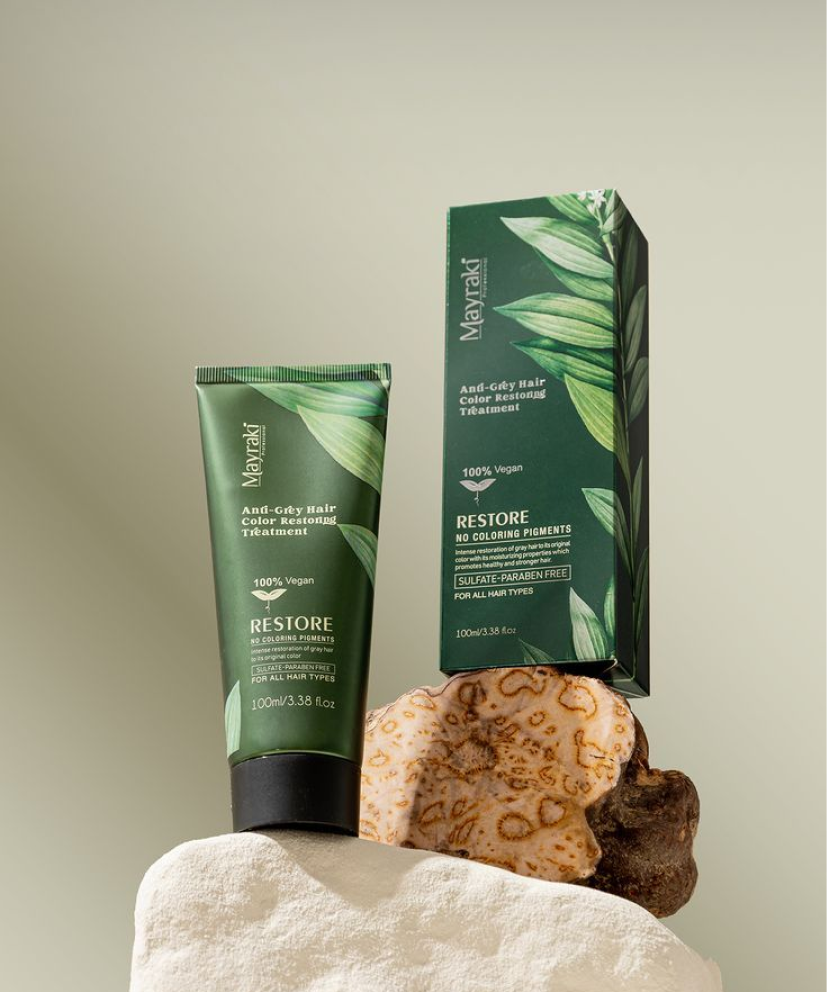 Mayraki
Professional
Anti-Grey Hair
Color Restoring
Treatment
100% Vegan
RESTORE
NO COLORING PIGMENTS
Intense restoration of gray hair
to its original color
SULFATE-PARABEN FREE
FOR ALL HAIR TYPES
100ml/3.38 fl.oz
Mayraki
Professional
Anti-Grey Hair
Color Restoring
Treatment
100% Vegan
RESTORE
NO COLORING PIGMENTS
Intense restoration of gray hair to its original
color with its moisturizing properties which
promotes healthy and stronger hair.
SULFATE-PARABEN FREE
FOR ALL HAIR TYPES
100ml/3.38 fl.oz